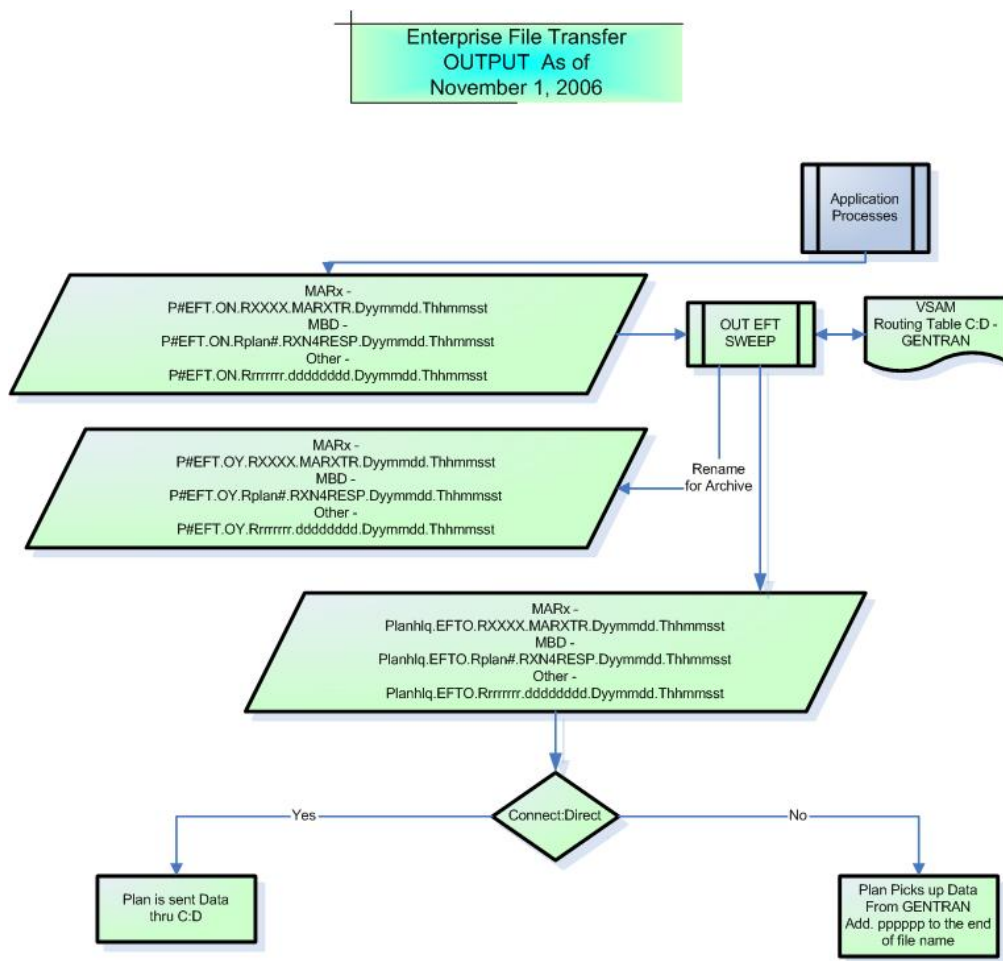 Enterprise File Transfer
OUTPUT As of
November 1, 2006
Application
Processes
MARx -
P#EFT.ON.RXXXX.MARXTR.Dyymmdd.Thhmmsst
MBD -
P#EFT.ON.Rplan#.RXN4RESP.Dyymmdd.Thhmmsst
Other -
P#EFT.ON.Rrrrrrrr.dddddddd.Dyymmdd.Thhmmsst
OUT EFT
SWEEP
VSAM
Routing Table C:D -
GENTRAN
MARx -
P#EFT.OY.RXXXX.MARXTR.Dyymmdd.Thhmmsst
MBD -
P#EFT.OY.Rplan#.RXN4RESP.Dyymmdd.Thhmmsst
Other -
P#EFT.OY.Rrrrrrrr.dddddddd.Dyymmdd.Thhmmsst
Rename
for Archive
MARx -
Planhlq.EFTO.RXXXX.MARXTR.Dyymmdd.Thhmmsst
MBD -
Planhlq.EFTO.Rplan#.RXN4RESP.Dyymmdd.Thhmmsst
Other -
Planhlq.EFTO.Rrrrrrrr.dddddddd.Dyymmdd.Thhmmsst
Connect:Direct
Yes
No
Plan is sent Data
thru C:D
Plan Picks up Data
From GENTRAN
Add. pppppp to the end
of file name